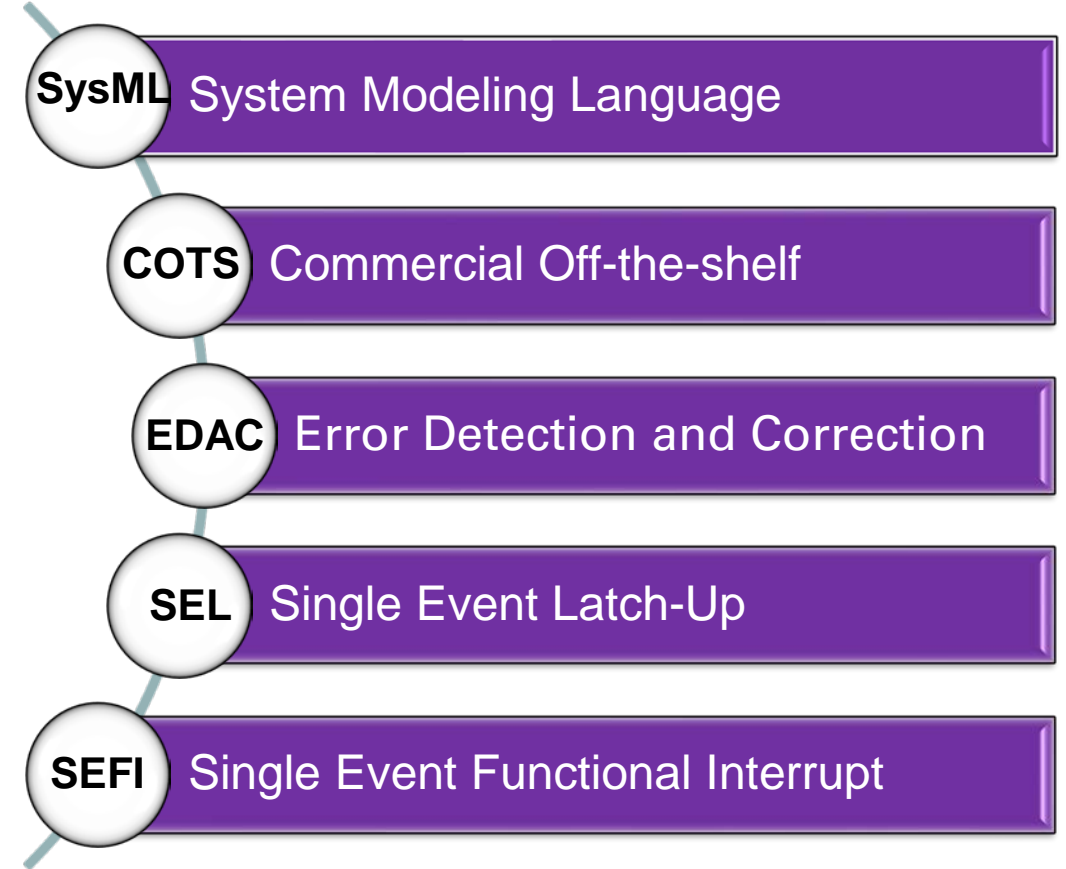 SysML System Modeling Language
COTS Commercial Off-the-shelf
EDAC Error Detection and Correction
SEL Single Event Latch-Up
SEFI Single Event Functional Interrupt